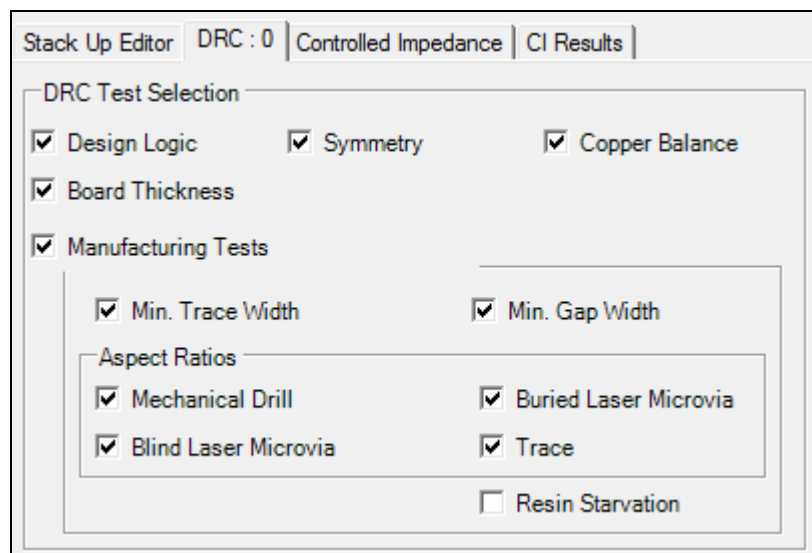 Stack Up Editor DRC : 0 Controlled Impedance CI Results
DRC Test Selection
Design Logic Symmetry Copper Balance
Board Thickness
Manufacturing Tests
Min. Trace Width Min. Gap Width
Aspect Ratios
Mechanical Drill Buried Laser Microvia
Blind Laser Microvia Trace
Resin Starvation